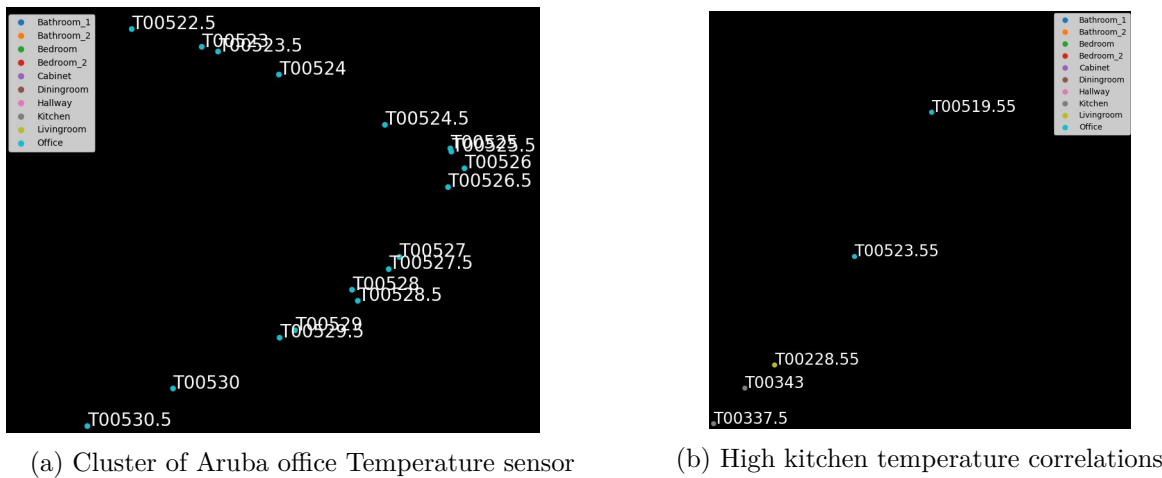 Bathroom_1
Bathroom_2
Bedroom
Bedroom_2
Cabinet
Diningroom
Hallway
Kitchen
Livingroom
Office
T00522.5
T00523
T00523.5
T00524
T00524.5
T00525
T00525.5
T00526
T00526.5
T00527
T00527.5
T00528
T00528.5
T00529
T00529.5
T00530
T00530.5
(a) Cluster of Aruba office Temperature sensor
Bathroom_1
Bathroom_2
Bedroom
Bedroom_2
Cabinet
Diningroom
Hallway
Kitchen
Livingroom
Office
T00519.55
T00523.55
T00228.55
T00343
T00337.5
(b) High kitchen temperature correlations